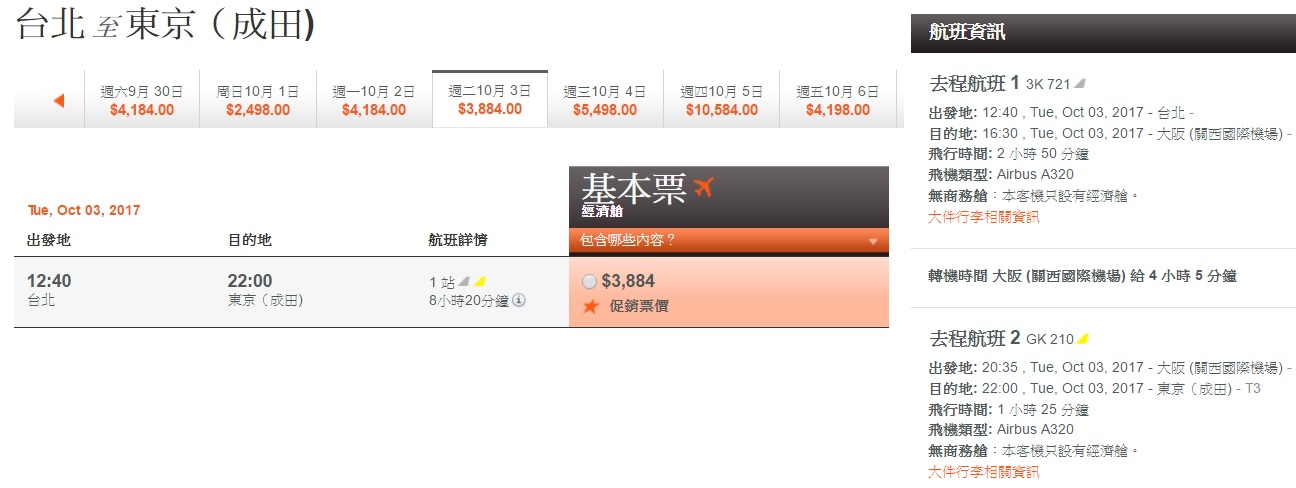 台北 至 東京 ( 成田)
週六9月 30日
$4,184.00
周日10月 1日
$2,498.00
週一10月 2日
$4,184.00
週二10月 3日
$3,884.00
週三10月 4日
$5,498.00
週四10月 5日
$10,584.00
週五10月 6日
$4,198.00
基本票
經濟艙
Tue, Oct 03, 2017
出發地 目的地 航班詳情 包含哪些內容？
12:40 22:00 1 站 $3,884
台北 東京（成田) 8小時20分鐘 促銷票價
航班資訊
去程航班 1 3K 721
出發地: 12:40 , Tue, Oct 03, 2017 - 台北 -
目的地: 16:30 , Tue, Oct 03, 2017 - 大阪 (關西國際機場) -
飛行時間: 2 小時 50 分鐘
飛機類型: Airbus A320
無商務艙：本客機只設有經濟艙。
大件行李相關資訊
轉機時間 大阪 (關西國際機場) 給 4 小時 5 分鐘
去程航班 2 GK 210
出發地: 20:35 , Tue, Oct 03, 2017 - 大阪 (關西國際機場) -
目的地: 22:00 , Tue, Oct 03, 2017 - 東京（成田) - T3
飛行時間: 1 小時 25 分鐘
飛機類型: Airbus A320
無商務艙：本客機只設有經濟艙。
大件行李相關資訊